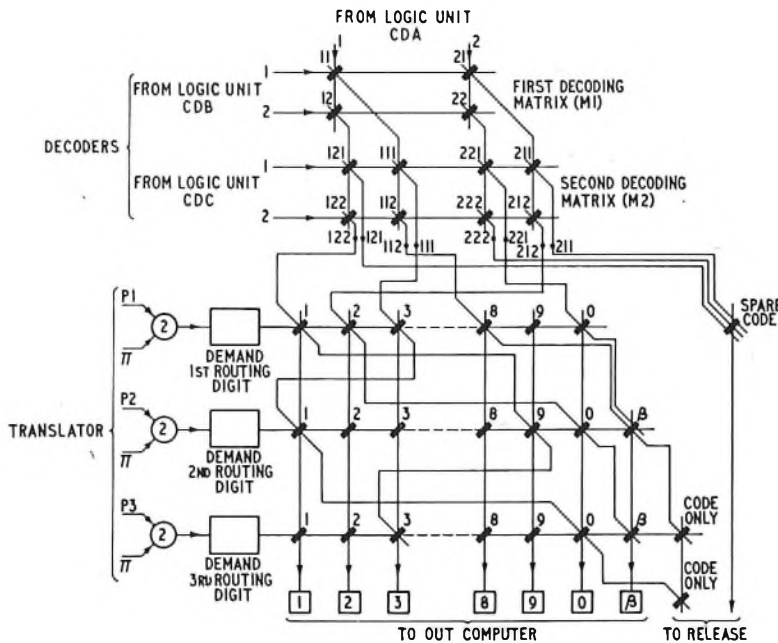 FROM LOGIC UNIT
CDA
1 2
11 21
1
FROM LOGIC UNIT
CDB
FIRST DECODING
MATRIX (M1)
12 22
2
DECODERS
121 111 221 211
1
FROM LOGIC UNIT
CDC
SECOND DECODING
MATRIX (M2)
122 112 222 212
2
122 121 112 111 222 221 212 211
P1
SPARE
CODES
1 2 3 8 9 0
2
π
DEMAND
1ST ROUTING
DIGIT
P2
1 2 3 8 9 0 β
TRANSLATOR
2
π
DEMAND
2ND ROUTING
DIGIT
P3
1 2 3 8 9 0 β
CODE
ONLY
2
π
DEMAND
3RD ROUTING
DIGIT
CODE
ONLY
1 2 3 8 9 0 β
TO OUT COMPUTER
TO RELEASE